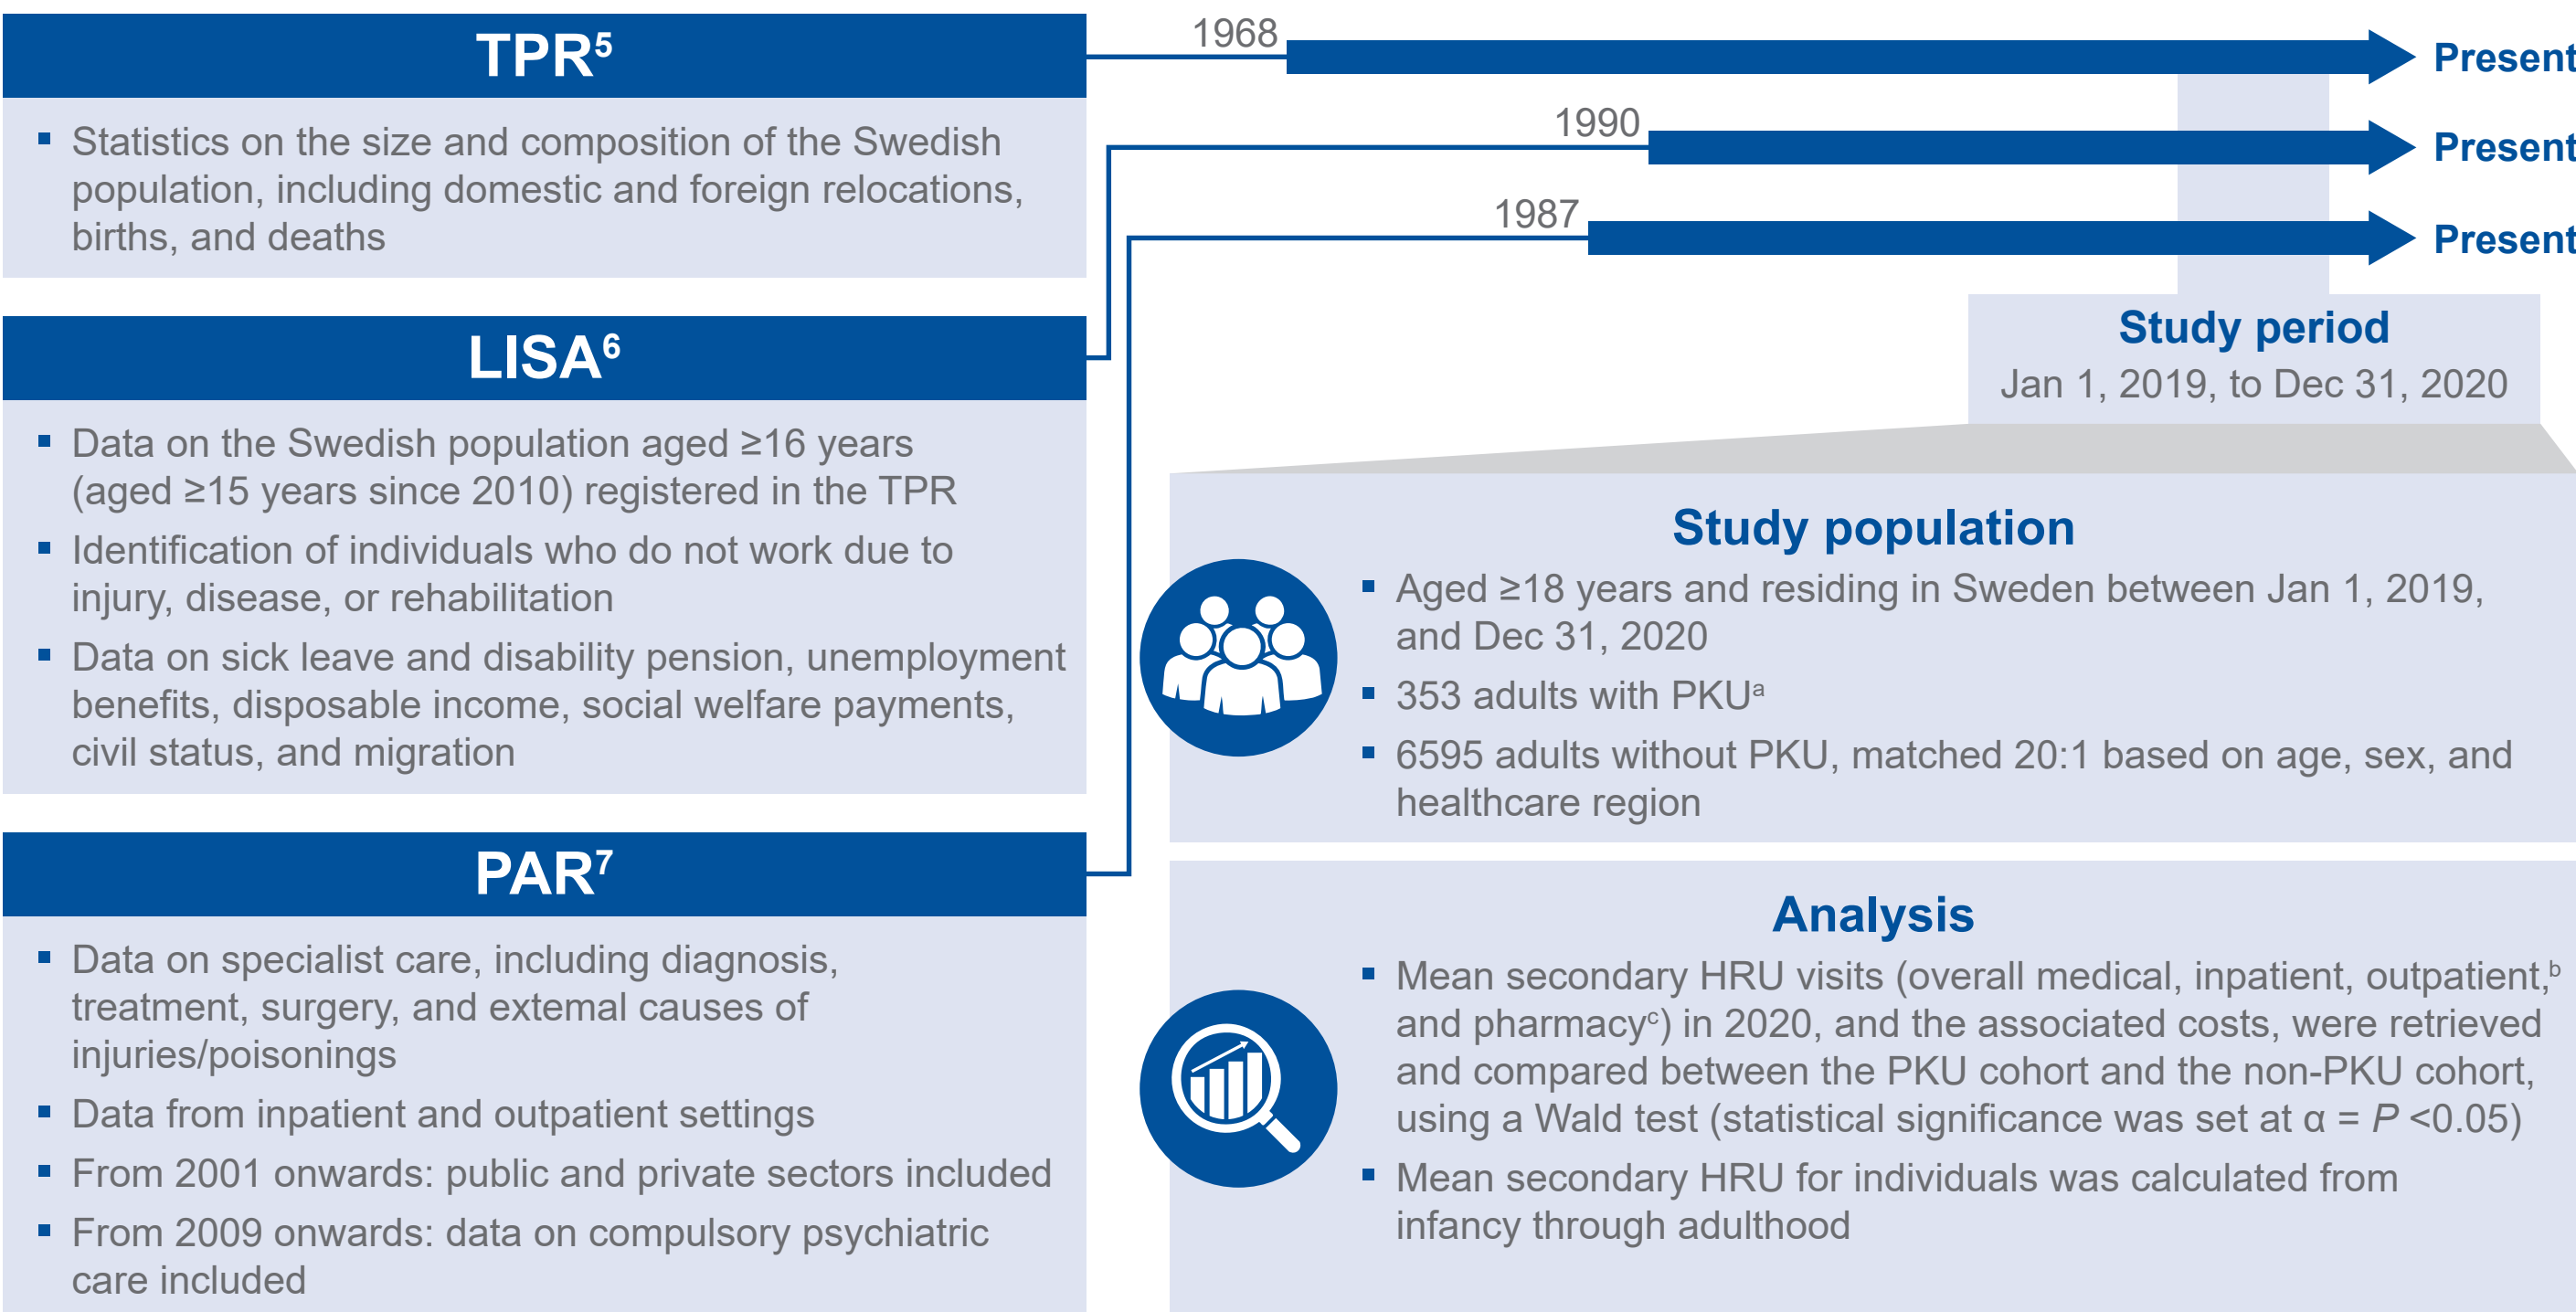 TPR⁵
Statistics on the size and composition of the Swedish
population, including domestic and foreign relocations,
births, and deaths
LISA⁶
Data on the Swedish population aged ≥16 years
(aged ≥15 years since 2010) registered in the TPR
Identification of individuals who do not work due to
injury, disease, or rehabilitation
Data on sick leave and disability pension, unemployment
benefits, disposable income, social welfare payments,
civil status, and migration
PAR⁷
Data on specialist care, including diagnosis,
treatment, surgery, and external causes of
injuries/poisonings
Data from inpatient and outpatient settings
From 2001 onwards: public and private sectors included
From 2009 onwards: data on compulsory psychiatric
care included
1968
Present
1990
Present
1987
Present
Study period
Jan 1, 2019, to Dec 31, 2020
Study population
Aged ≥18 years and residing in Sweden between Jan 1, 2019,
and Dec 31, 2020
353 adults with PKUᵃ
6595 adults without PKU, matched 20:1 based on age, sex, and
healthcare region
Analysis
Mean secondary HRU visits (overall medical, inpatient, outpatient,ᵇ
and pharmacyᶜ) in 2020, and the associated costs, were retrieved
and compared between the PKU cohort and the non-PKU cohort,
using a Wald test (statistical significance was set at α = P <0.05)
Mean secondary HRU for individuals was calculated from
infancy through adulthood